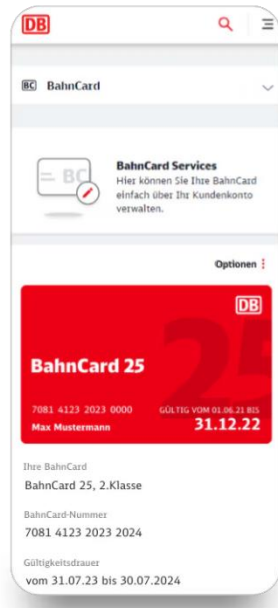 DB
BC BahnCard
BahnCard Services
Hier können Sie Ihre BahnCard
einfach über Ihr Kundenkonto
verwalten.
BC
Optionen
DB
25
BahnCard 25
7081 4123 2023 0000 GÜLTIG VOM 01.06.21 BIS
Max Mustermann 31.12.22
Ihre BahnCard
BahnCard 25, 2.Klasse
BahnCard-Nummer
7081 4123 2023 2024
Gültigkeitsdrauer
vom 31.07.23 bis 30.07.2024